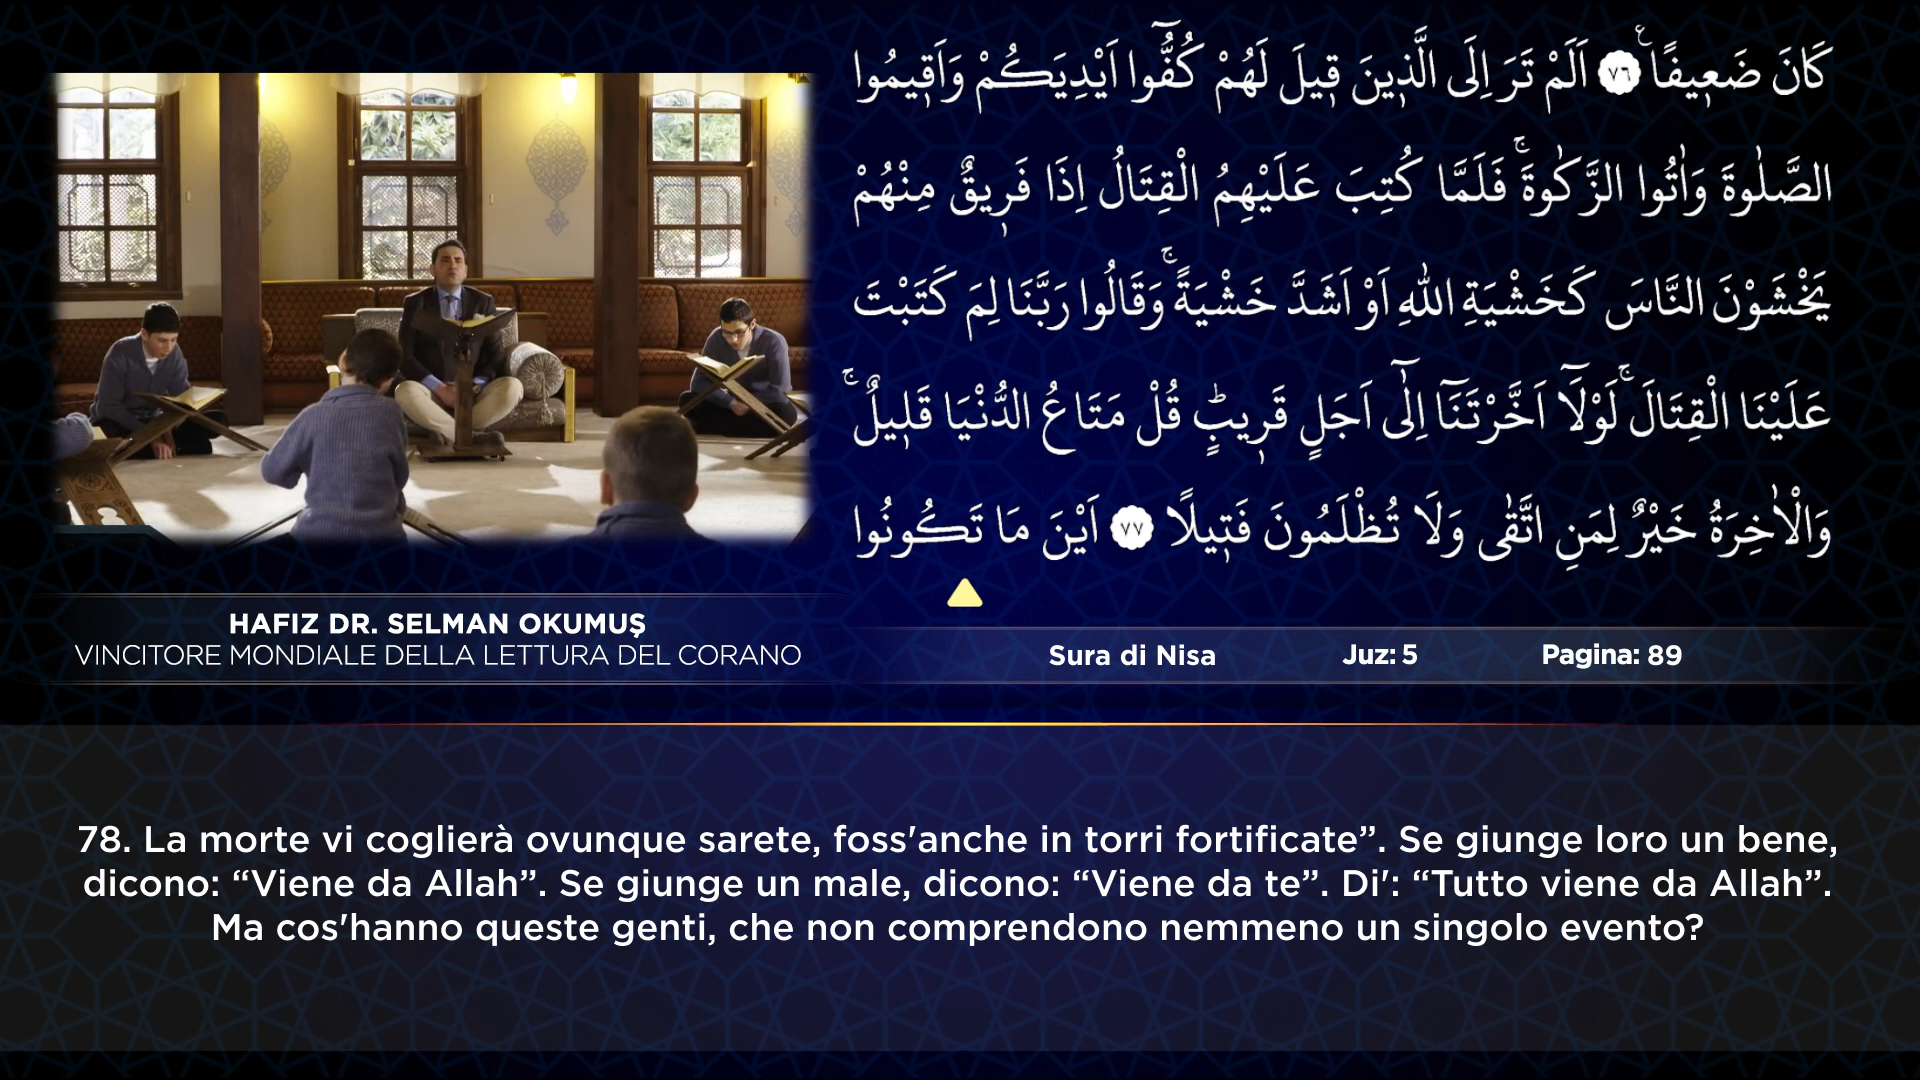 كَانَ ضَعٖيفًاۚ ﴿٧٦﴾ اَلَمْ تَرَ اِلَى الَّذٖينَ قٖيلَ لَهُمْ كُفُّٓوا اَيْدِيَكُمْ وَاَقٖيمُوا
الصَّلٰوةَ وَاٰتُوا الزَّكٰوةَۚ فَلَمَّا كُتِبَ عَلَيْهِمُ الْقِتَالُ اِذَا فَرٖيقٌ مِنْهُمْ
يَخْشَوْنَ النَّاسَ كَخَشْيَةِ اللّٰهِ اَوْ اَشَدَّ خَشْيَةًۚ وَقَالُوا رَبَّنَا لِمَ كَتَبْتَ
عَلَيْنَا الْقِتَالَۚ لَوْلَٓا اَخَّرْتَنَٓا اِلٰٓى اَجَلٍ قَرٖيبٍؕ قُلْ مَتَاعُ الدُّنْيَا قَلٖيلٌۚ
وَالْاٰخِرَةُ خَيْرٌ لِمَنِ اتَّقٰى وَلَا تُظْلَمُونَ فَتٖيلًا ﴿٧٧﴾ اَيْنَ مَا تَكُونُوا
HAFIZ DR. SELMAN OKUMUŞ
VINCITORE MONDIALE DELLA LETTURA DEL CORANO
Sura di Nisa Juz: 5 Pagina: 89
78. La morte vi coglierà ovunque sarete, foss'anche in torri fortificate”. Se giunge loro un bene,
dicono: “Viene da Allah”. Se giunge un male, dicono: “Viene da te”. Di': “Tutto viene da Allah”.
Ma cos'hanno queste genti, che non comprendono nemmeno un singolo evento?